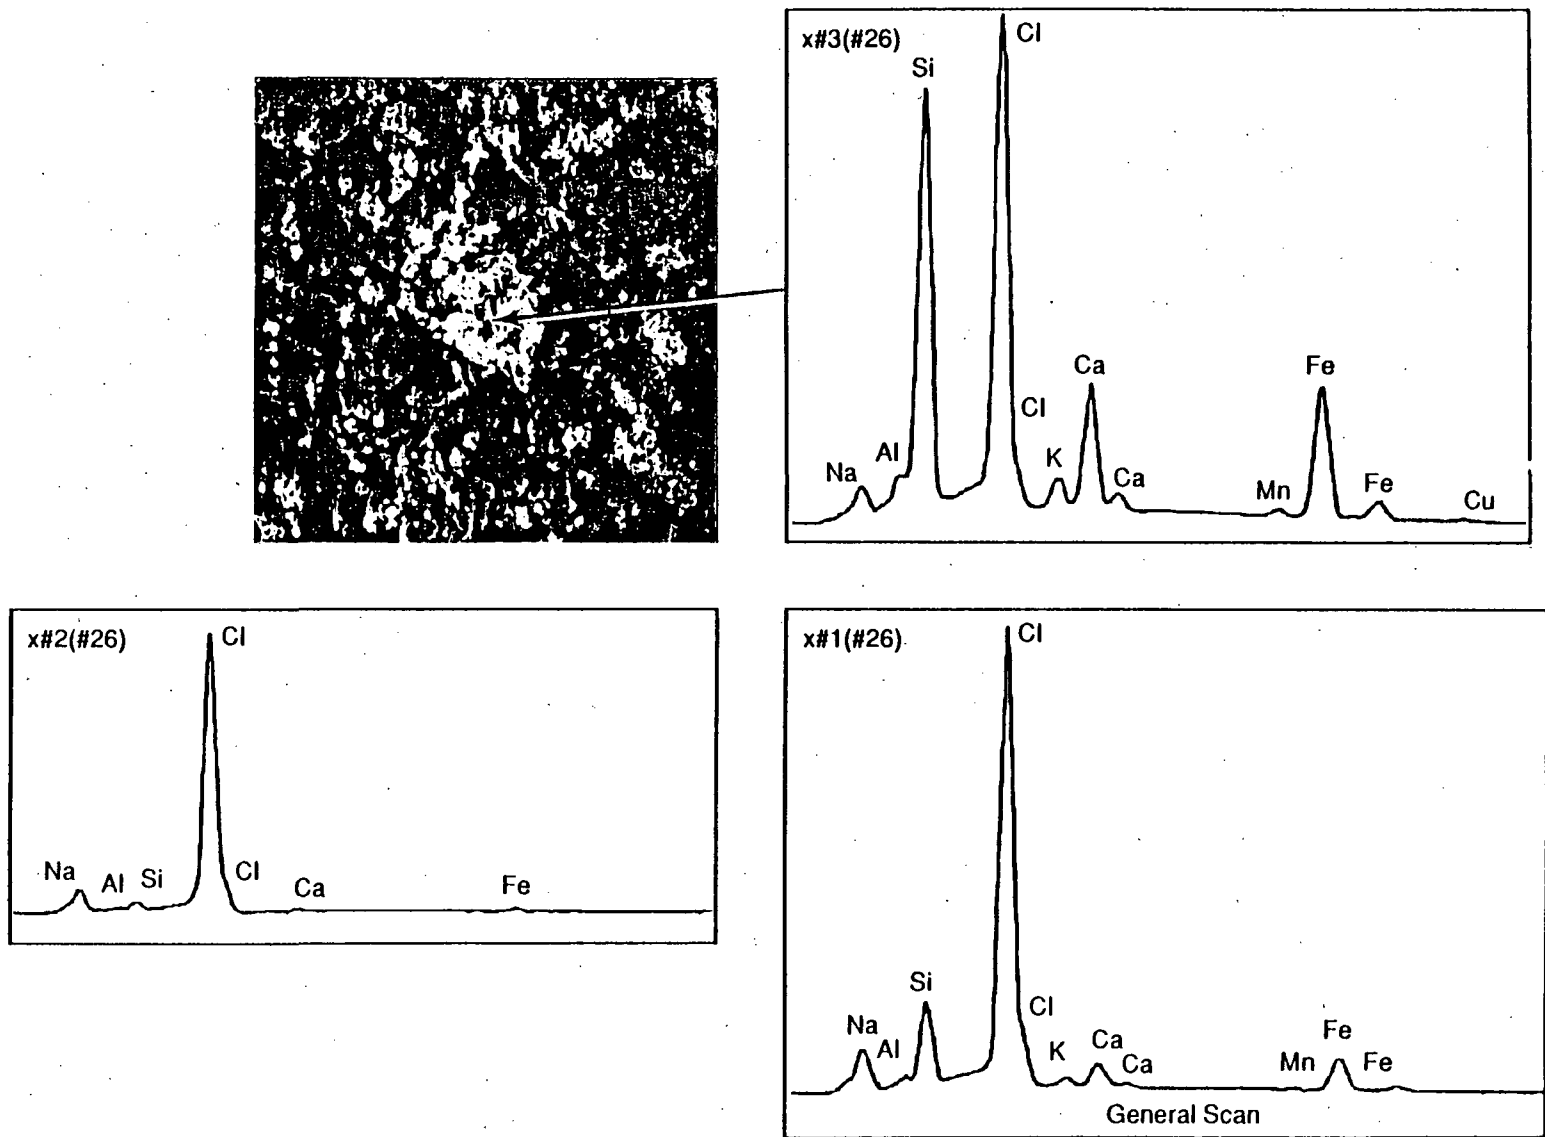 x#3(#26)
Cl
Si
Cl
Ca
Fe
Na
Al
K
Ca
Mn
Fe
Cu
x#2(#26)
Cl
Na
Al
Si
Cl
Ca
Fe
x#1(#26)
Cl
Si
Na
Al
Cl
K
Ca
Ca
Mn
Fe
Fe
General Scan